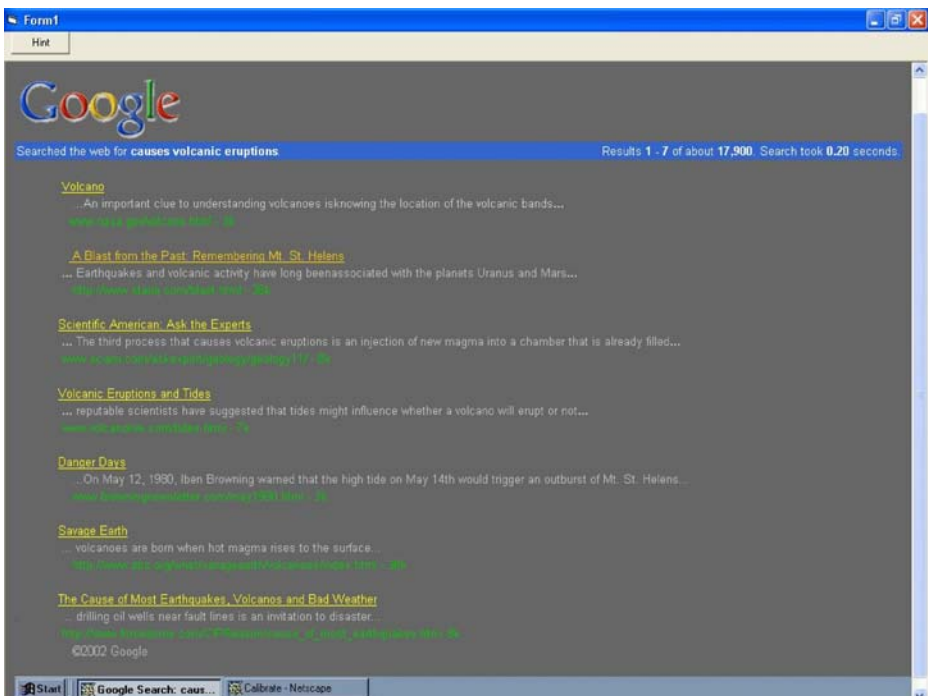 Form1
Hint
Google
Searched the web for causes volcanic eruptions. Results 1 - 7 of about 17,900. Search took 0.20 seconds.
Volcano
...An important clue to understanding volcanoes isknowing the location of the volcanic bands...
A Blast from the Past: Remembering Mt. St. Helens
... Earthquakes and volcanic activity have long beenassociated with the planets Uranus and Mars...
Scientific American: Ask the Experts
... The third process that causes volcanic eruptions is an injection of new magma into a chamber that is already filled...
Volcanic Eruptions and Tides
... reputable scientists have suggested that tides might influence whether a volcano will erupt or not...
Danger Days
...On May 12, 1980, Iben Browning warned that the high tide on May 14th would trigger an outburst of Mt. St. Helens...
Savage Earth
... volcanoes are born when hot magma rises to the surface...
The Cause of Most Earthquakes, Volcanos and Bad Weather
... drilling oil wells near fault lines is an invitation to disaster...
©2002 Google
Start Google Search: caus... Calibrate - Netscape